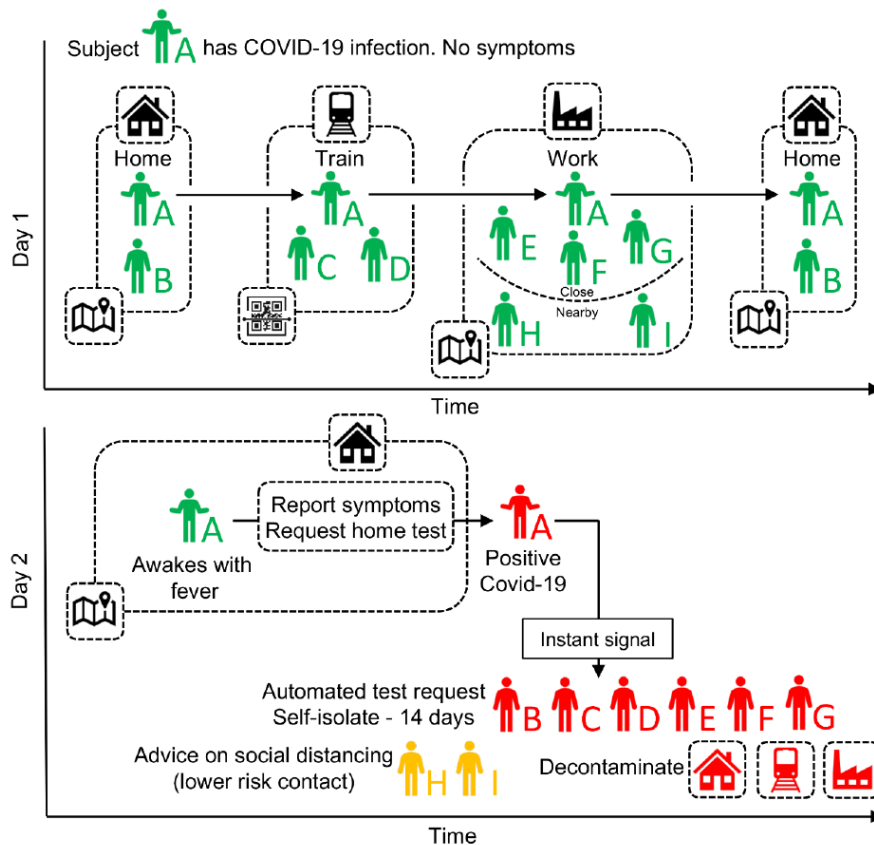 Subject A has COVID-19 infection. No symptoms
Home
Train
Work
Home
A
A
A
A
B
C
D
E
F
G
B
Close
Nearby
H
I
Day 1
Time
Report symptoms
Request home test
A
A
Awakes with
fever
Positive
Covid-19
Instant signal
Automated test request
Self-isolate - 14 days
B
C
D
E
F
G
Advice on social distancing
(lower risk contact)
H
I
Decontaminate
Day 2
Time